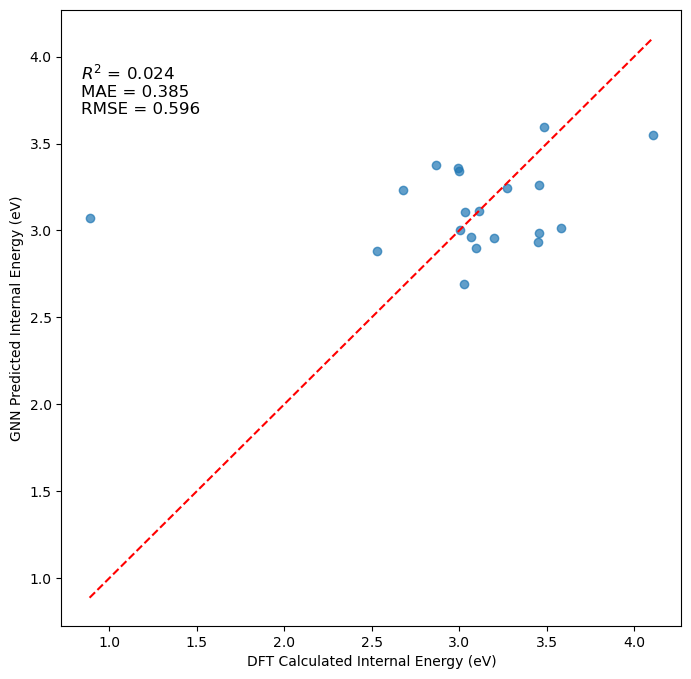 R² = 0.024
MAE = 0.385
RMSE = 0.596
GNN Predicted Internal Energy (eV)
4.0
3.5
3.0
2.5
2.0
1.5
1.0
1.0 1.5 2.0 2.5 3.0 3.5 4.0
DFT Calculated Internal Energy (eV)